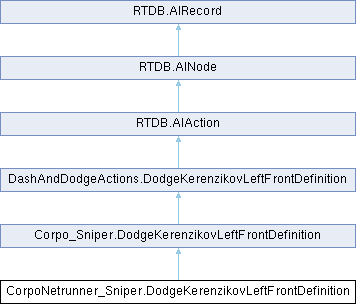 RTDB.AIRecord
RTDB.AINode
RTDB.AIAction
DashAndDodgeActions.DodgeKerenzikovLeftFrontDefinition
Corpo_Sniper.DodgeKerenzikovLeftFrontDefinition
CorpoNetrunner_Sniper.DodgeKerenzikovLeftFrontDefinition